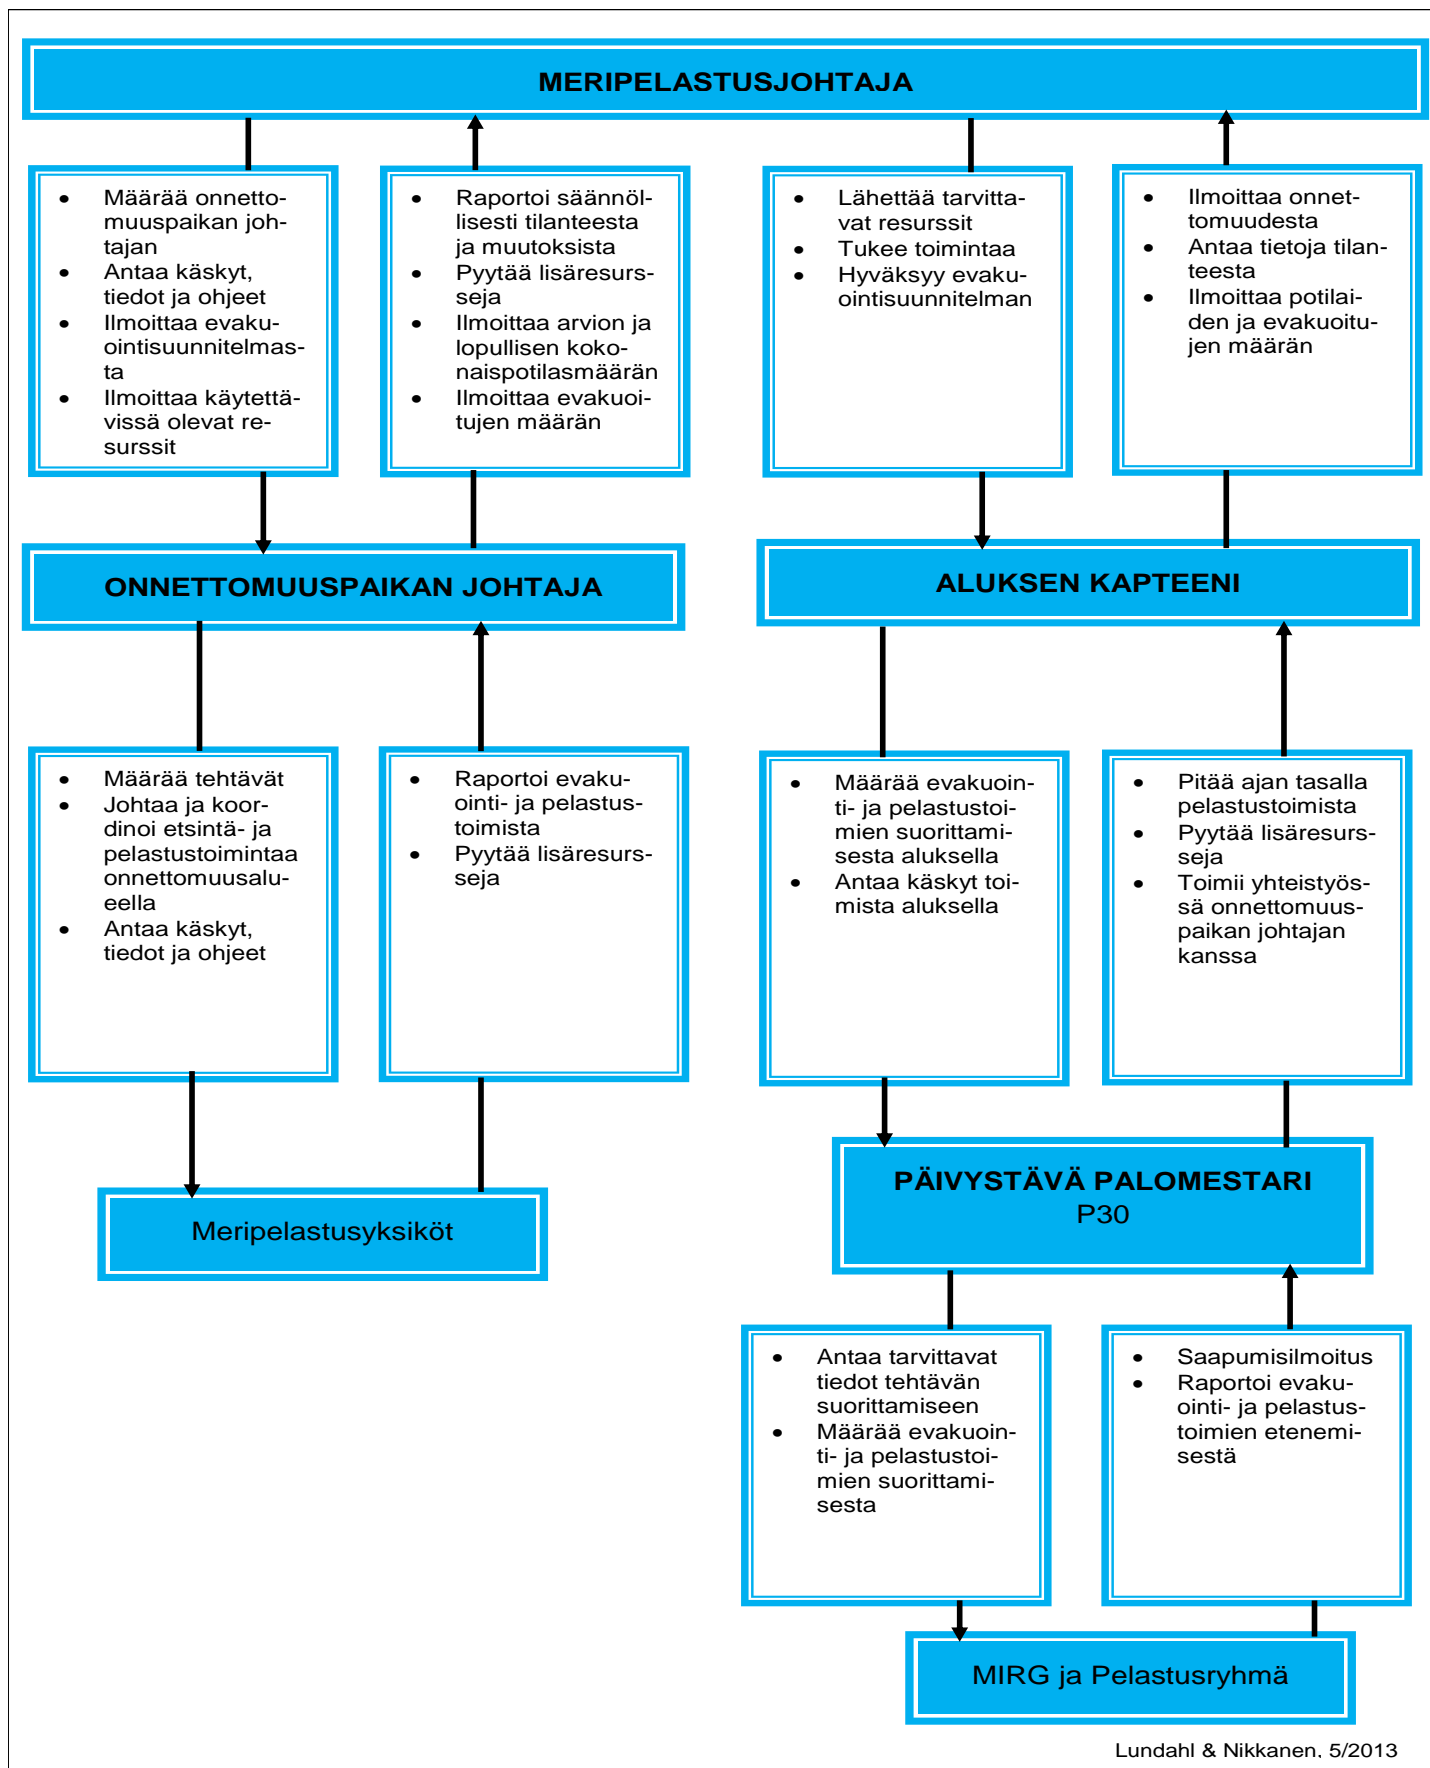 MERIPELASTUSJOHTAJA
• Määrää onnetto-
muuspaikan joh-
tajan
• Antaa käskyt,
tiedot ja ohjeet
• Ilmoittaa evaku-
ointisuunnitelmas-
ta
• Ilmoittaa käytettä-
vissä olevat re-
surssit
• Raportoi säännöl-
lisesti tilanteesta
ja muutoksista
• Pyytää lisäresurs-
seja
• Ilmoittaa arvion ja
lopullisen koko-
naispotilasmäärän
• Ilmoittaa evakuoi-
tujen määrän
• Lähettää tarvitta-
vat resurssit
• Tukee toimintaa
• Hyväksyy evaku-
ointisuunnitelman
• Ilmoittaa onnet-
tomuudesta
• Antaa tietoja tilan-
teesta
• Ilmoittaa potilai-
den ja evakuoitu-
jen määrän
ONNETTOMUUSPAIKAN JOHTAJA
ALUKSEN KAPTEENI
• Määrää tehtävät
• Johtaa ja koor-
dinoi etsintä- ja
pelastustoimintaa
onnettomuusalu-
eella
• Antaa käskyt,
tiedot ja ohjeet
• Raportoi evaku-
ointi- ja pelastus-
toimista
• Pyytää lisäresurs-
seja
• Määrää evakuoin-
ti- ja pelastustoi-
mien suorittami-
sesta aluksella
• Antaa käskyt toi-
mista aluksella
• Pitää ajan tasalla
pelastustoimista
• Pyytää lisäresurs-
seja
• Toimii yhteistyös-
sä onnettomuus-
paikan johtajan
kanssa
Meripelastusyksiköt
PÄIVYSTÄVÄ PALOMESTARI
P30
• Antaa tarvittavat
tiedot tehtävän
suorittamiseen
• Määrää evakuoin-
ti- ja pelastustoi-
mien suorittami-
sesta
• Saapumisilmoitus
• Raportoi evaku-
ointi- ja pelastus-
toimien etenemi-
sestä
MIRG ja Pelastusryhmä
Lundahl & Nikkanen, 5/2013